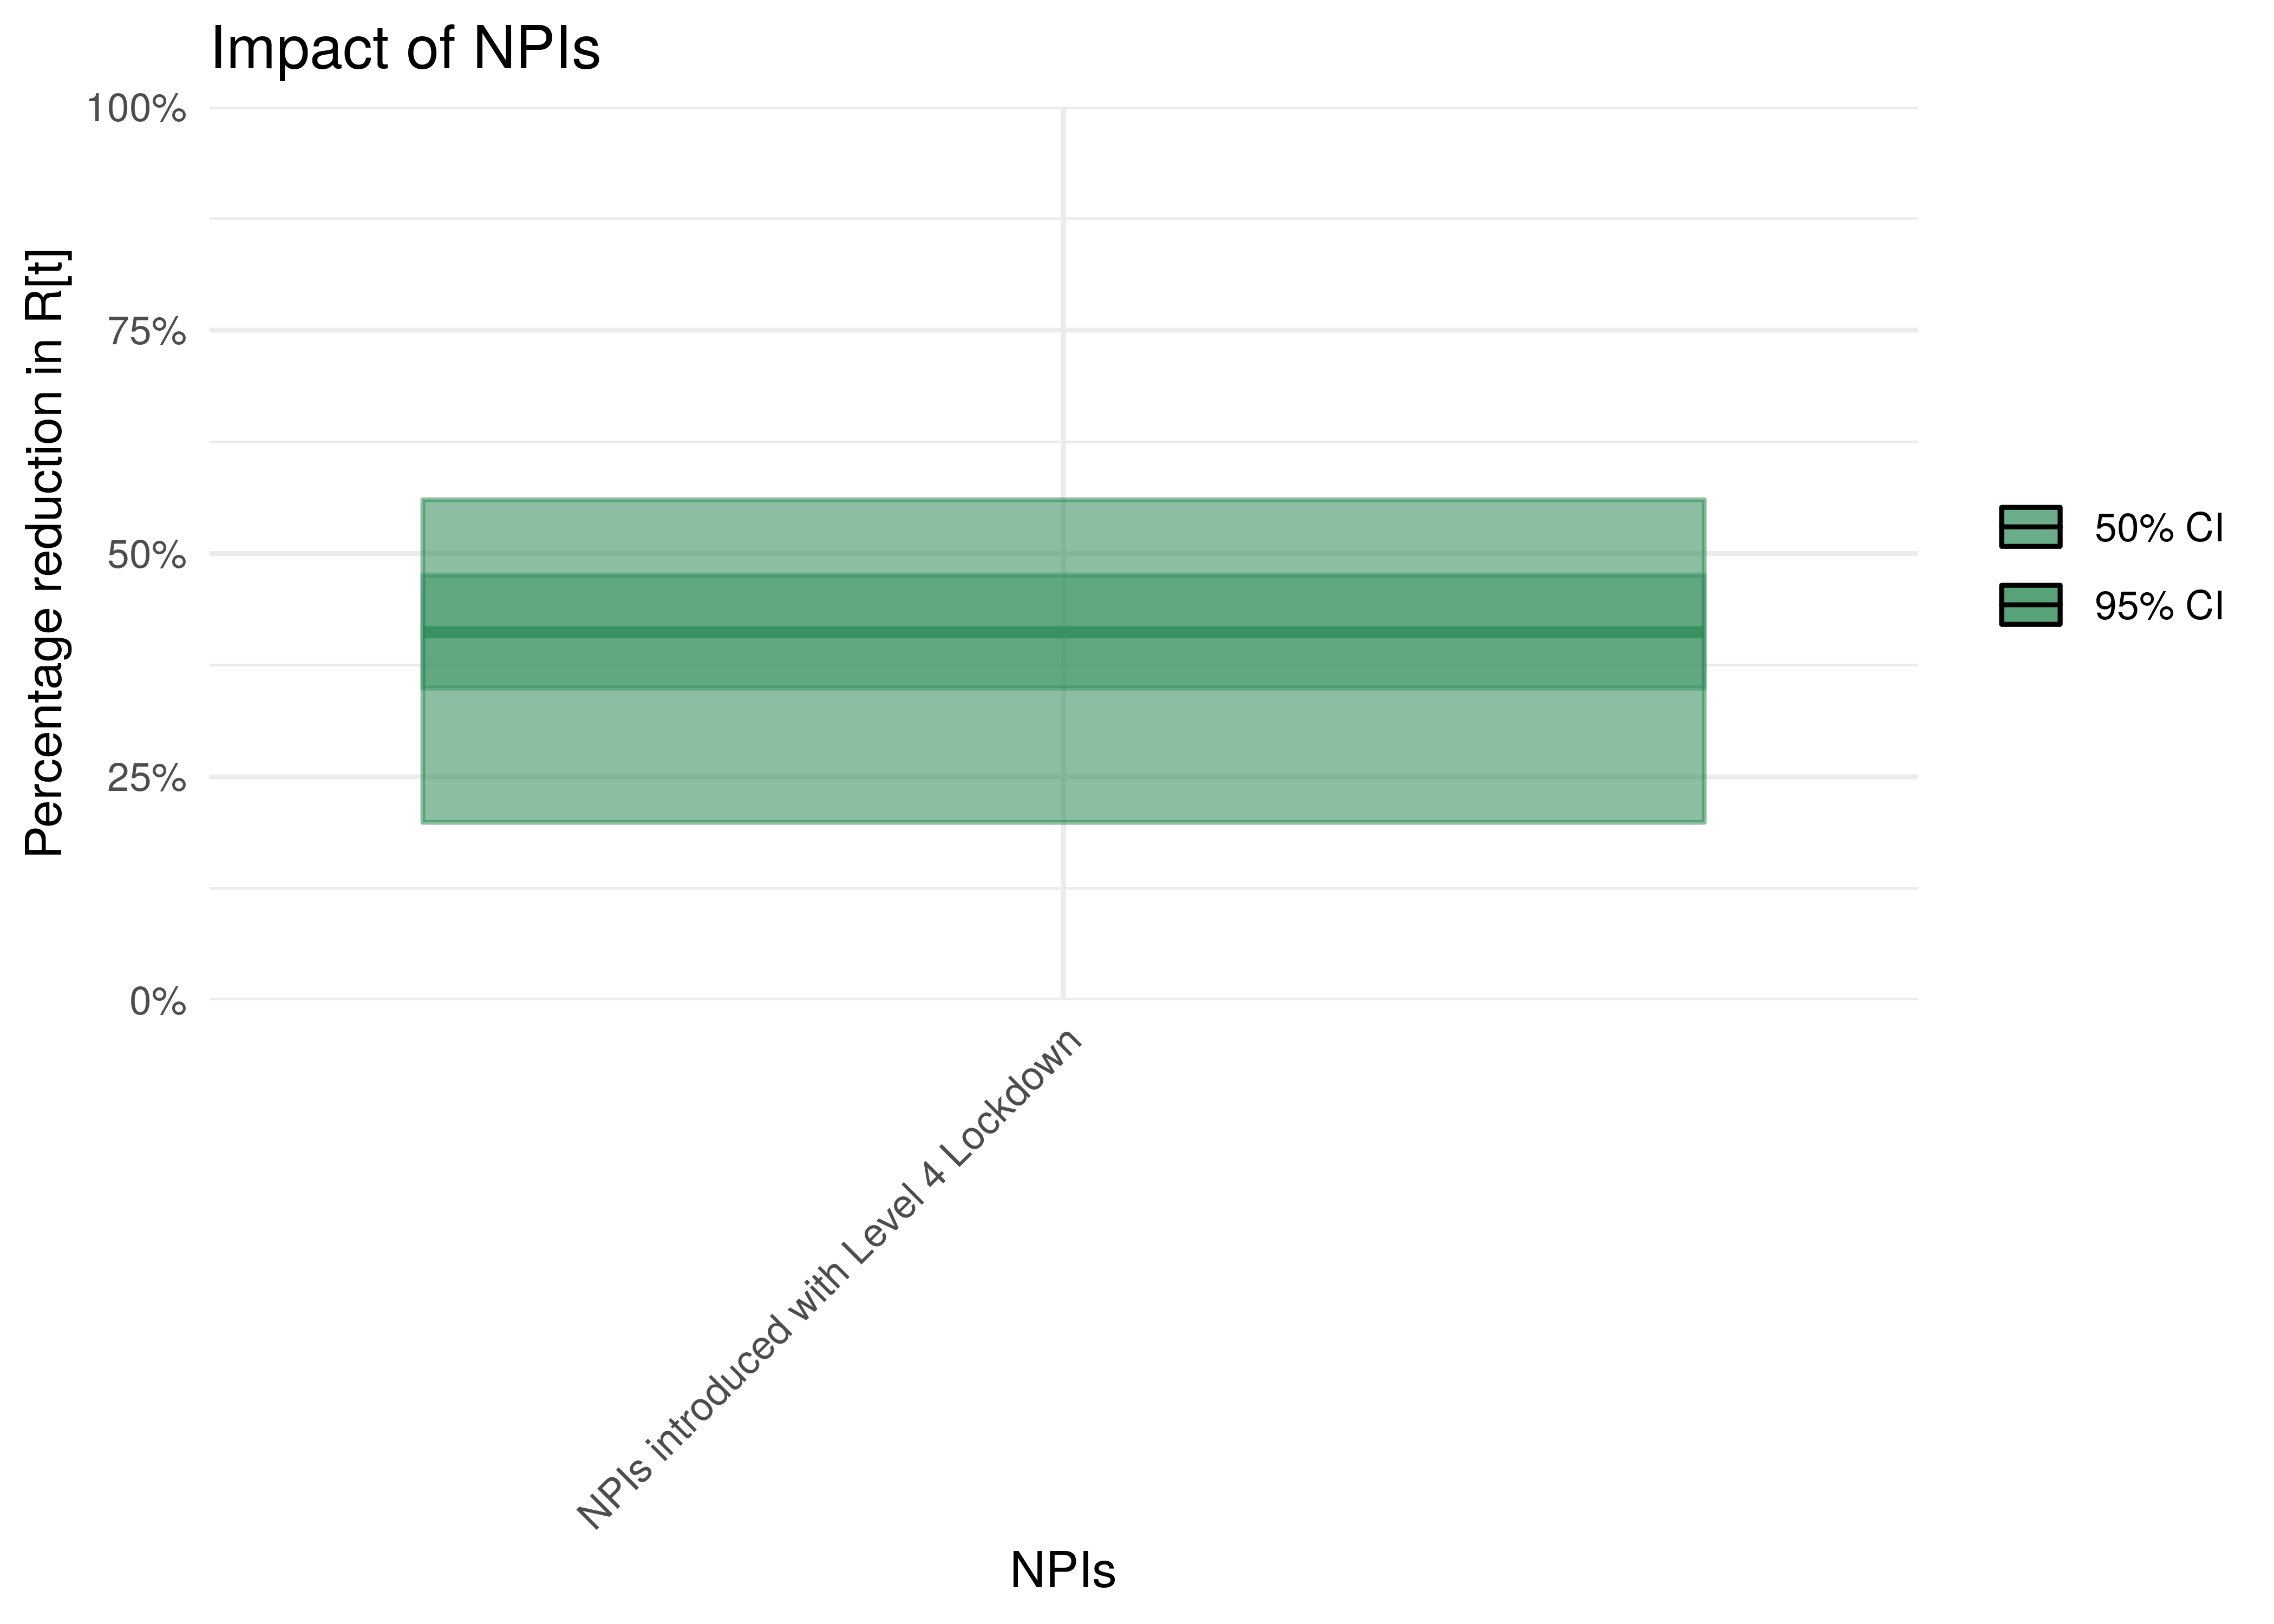 Impact of NPIs
Percentage reduction in R[t]
100%
75%
50%
25%
0%
50% CI
95% CI
NPIs introduced with Level 4 Lockdown
NPIs